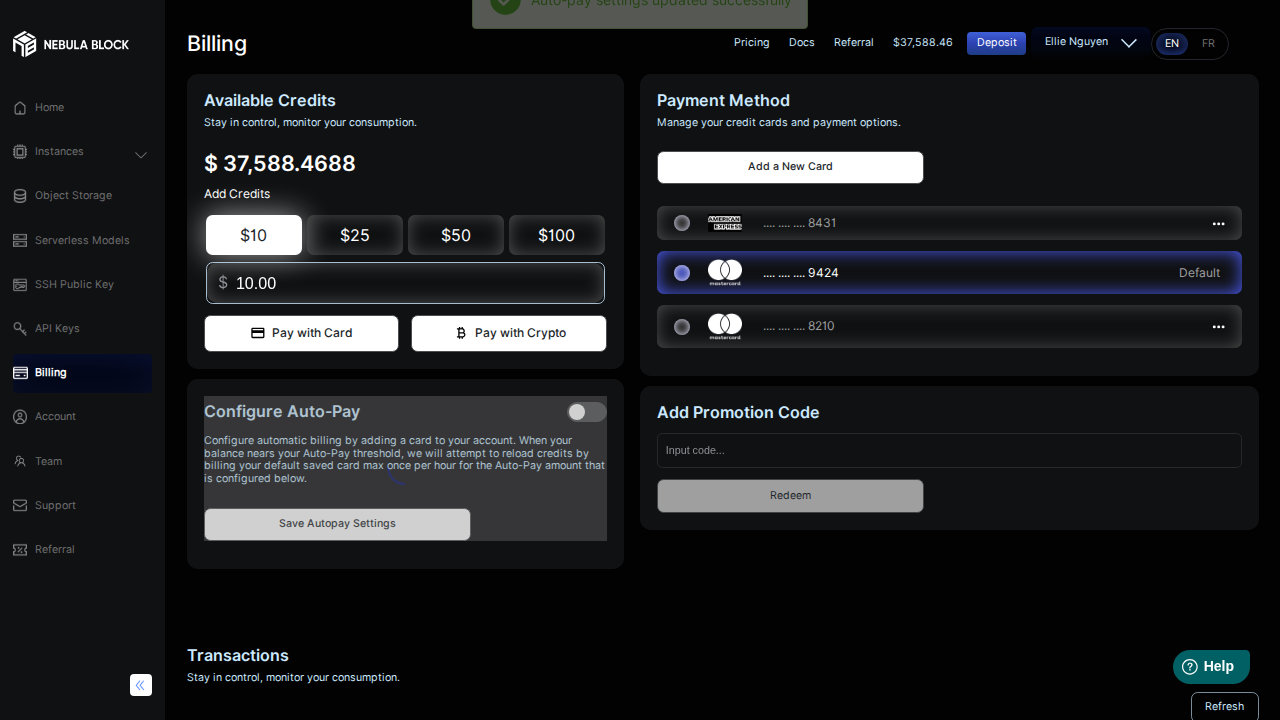 Auto-pay settings updated successfully
NEBULA BLOCK
Billing
Pricing
Docs
Referral
$37,588.46
Deposit
Ellie Nguyen
EN
FR
Home
Instances
Object Storage
Serverless Models
SSH Public Key
API Keys
Billing
Account
Team
Support
Referral
Available Credits
Stay in control, monitor your consumption.
$ 37,588.4688
Add Credits
$10
$25
$50
$100
$ 10.00
Pay with Card
Pay with Crypto
Configure Auto-Pay
Configure automatic billing by adding a card to your account. When your
balance nears your Auto-Pay threshold, we will attempt to reload credits by
billing your default saved card max once per hour for the Auto-Pay amount that
is configured below.
Save Autopay Settings
Payment Method
Manage your credit cards and payment options.
Add a New Card
AMERICAN
EXPRESS
.... .... .... 8431
mastercard
.... .... .... 9424
Default
mastercard
.... .... .... 8210
Add Promotion Code
Input code...
Redeem
Transactions
Stay in control, monitor your consumption.
Help
Refresh